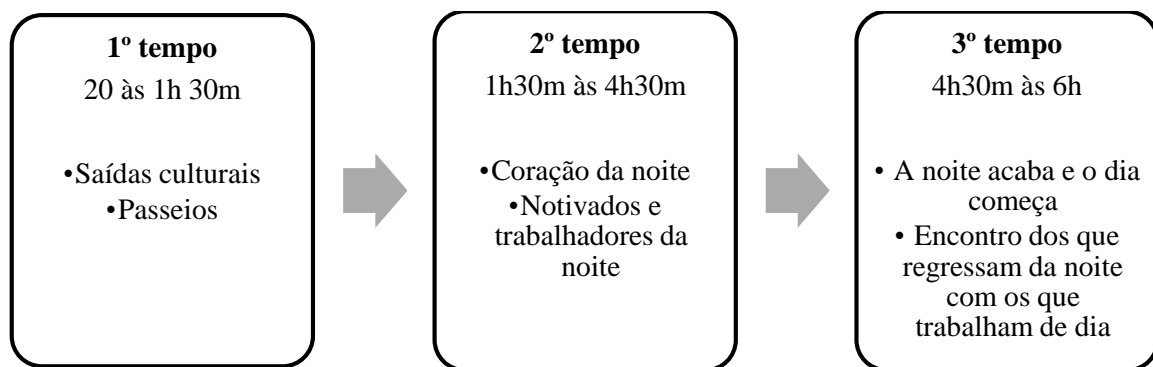 1º tempo
20 às 1h 30m
•Saídas culturais
•Passeios
2º tempo
1h30m às 4h30m
•Coração da noite
•Notivados e
trabalhadores da
noite
3º tempo
4h30m às 6h
• A noite acaba e o dia
começa
• Encontro dos que
regressam da noite
com os que
trabalham de dia